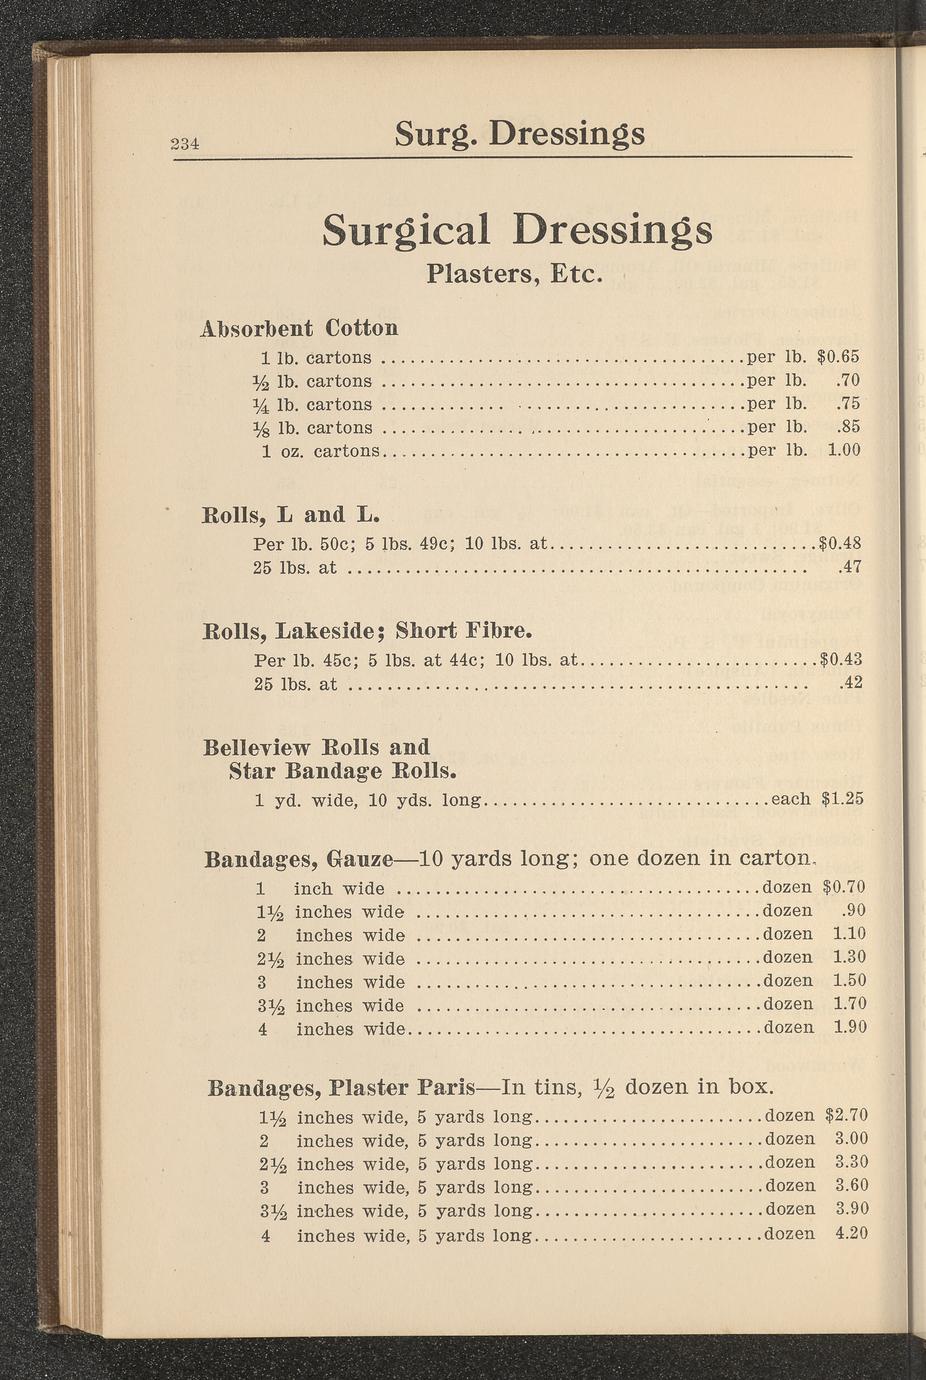 234
Surg. Dressings
Surgical Dressings
Plasters, Etc.
Absorbent Cotton
1 lb. cartons ......................................per lb. $0.65
½ lb. cartons ......................................per lb. .70
¼ lb. cartons ......................................per lb. .75
⅛ lb. cartons ......................................per lb. .85
1 oz. cartons......................................per lb. 1.00
Rolls, L and L.
Per lb. 50c; 5 lbs. 49c; 10 lbs. at............................$0.48
25 lbs. at ................................................ .47
Rolls, Lakeside; Short Fibre.
Per lb. 45c; 5 lbs. at 44c; 10 lbs. at.........................$0.43
25 lbs. at ................................................ .42
Belleview Rolls and
Star Bandage Rolls.
1 yd. wide, 10 yds. long..............................each $1.25
Bandages, Gauze—10 yards long; one dozen in carton.
1 inch wide ......................................dozen $0.70
1½ inches wide ....................................dozen .90
2 inches wide ....................................dozen 1.10
2½ inches wide ....................................dozen 1.30
3 inches wide ....................................dozen 1.50
3½ inches wide ....................................dozen 1.70
4 inches wide.....................................dozen 1.90
Bandages, Plaster Paris—In tins, ½ dozen in box.
1½ inches wide, 5 yards long........................dozen $2.70
2 inches wide, 5 yards long........................dozen 3.00
2½ inches wide, 5 yards long........................dozen 3.30
3 inches wide, 5 yards long........................dozen 3.60
3½ inches wide, 5 yards long........................dozen 3.90
4 inches wide, 5 yards long........................dozen 4.20